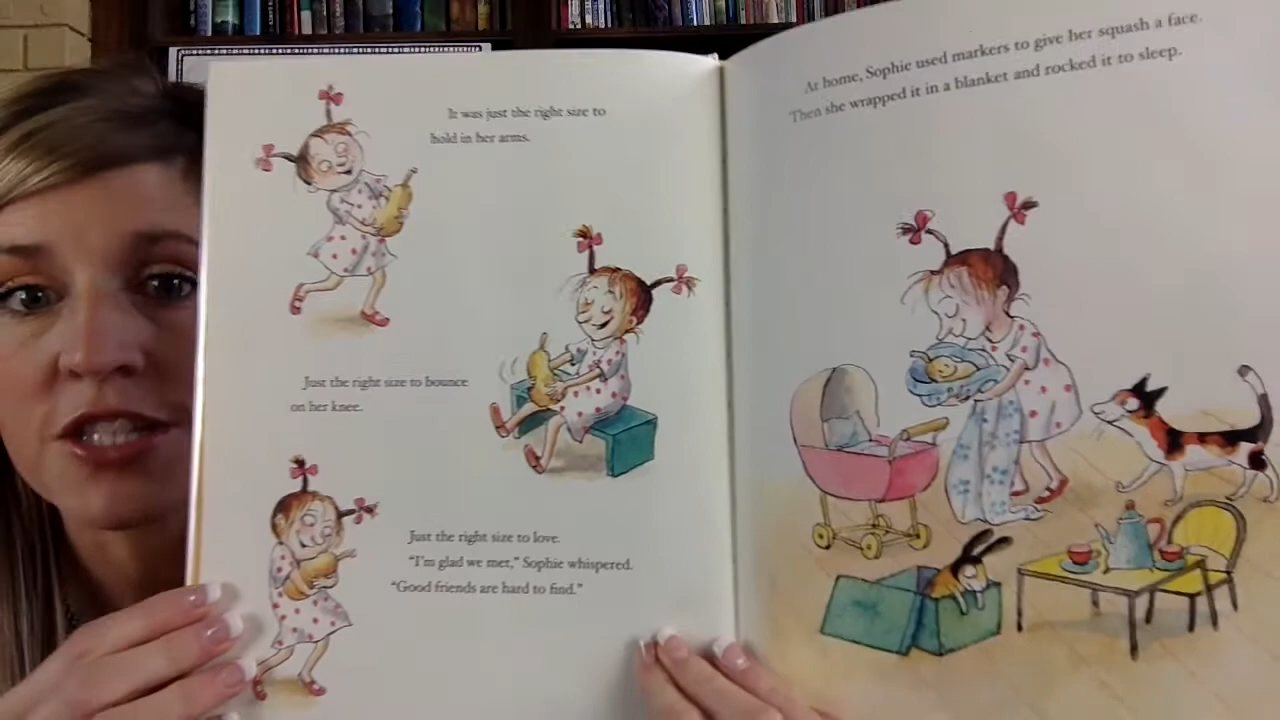 It was just the right size to
hold in her arms.
Just the right size to bounce
on her knee.
Just the right size to love.
"I'm glad we met," Sophie whispered.
"Good friends are hard to find."
At home, Sophie used markers to give her squash a face.
Then she wrapped it in a blanket and rocked it to sleep.